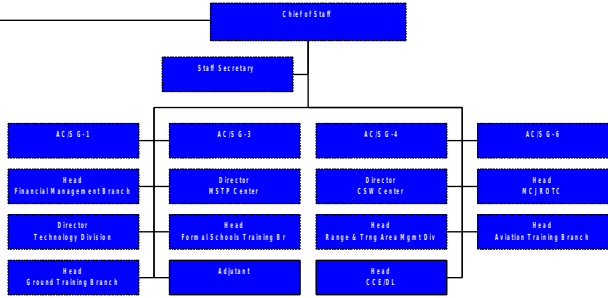 Chief of Staff
Staff Secretary
AC/S G-1
AC/S G-3
AC/S G-4
AC/S G-6
Head
Financial Management Branch
Director
MSTP Center
Director
CSW Center
Head
MCJROTC
Director
Technology Division
Head
Formal Schools Training Br
Head
Range & Trng Area Mgmt Div
Head
Aviation Training Branch
Head
Ground Training Branch
Adjutant
Head
CCE/DL